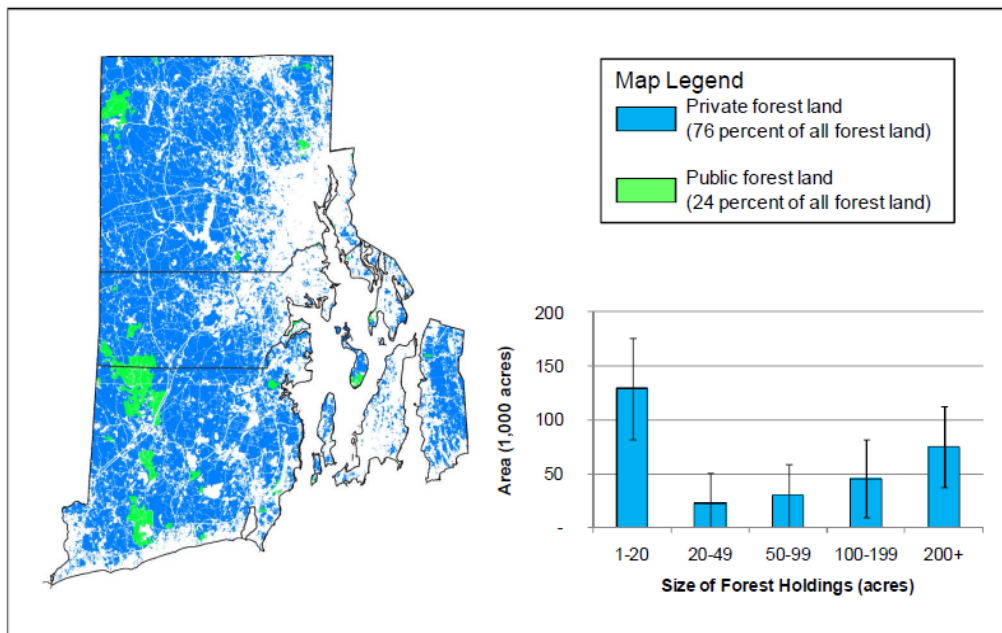 Map Legend
Private forest land
(76 percent of all forest land)
Public forest land
(24 percent of all forest land)
Area (1,000 acres)
200
150
100
50
-
1-20 20-49 50-99 100-199 200+
Size of Forest Holdings (acres)